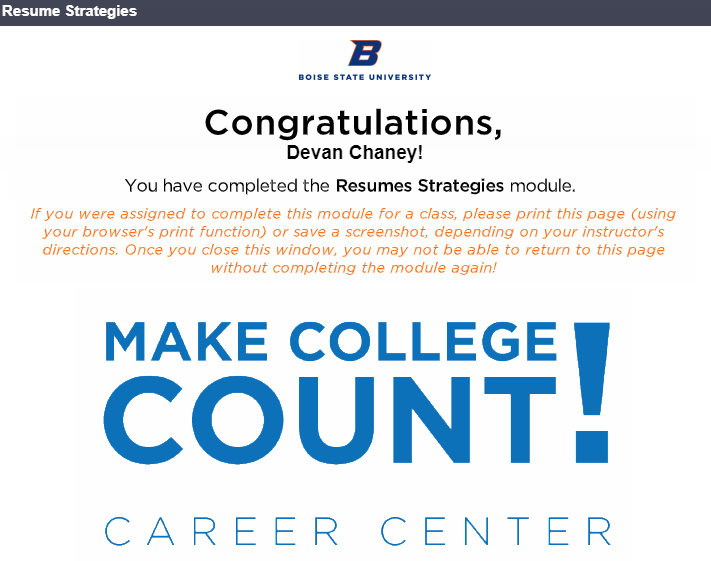 Resume Strategies
B
BOISE STATE UNIVERSITY
Congratulations,
Devan Chaney!
You have completed the Resumes Strategies module.
If you were assigned to complete this module for a class, please print this page (using
your browser's print function) or save a screenshot, depending on your instructor's
directions. Once you close this window, you may not be able to return to this page
without completing the module again!
MAKE COLLEGE
COUNT!
CAREER CENTER